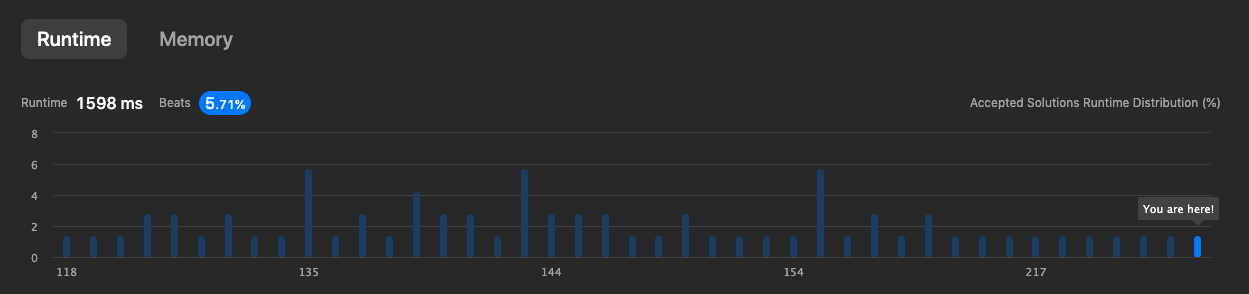 Runtime Memory
Runtime 1598 ms Beats 5.71% Accepted Solutions Runtime Distribution (%)
8
6
4
You are here!
2
0
118 135 144 154 217